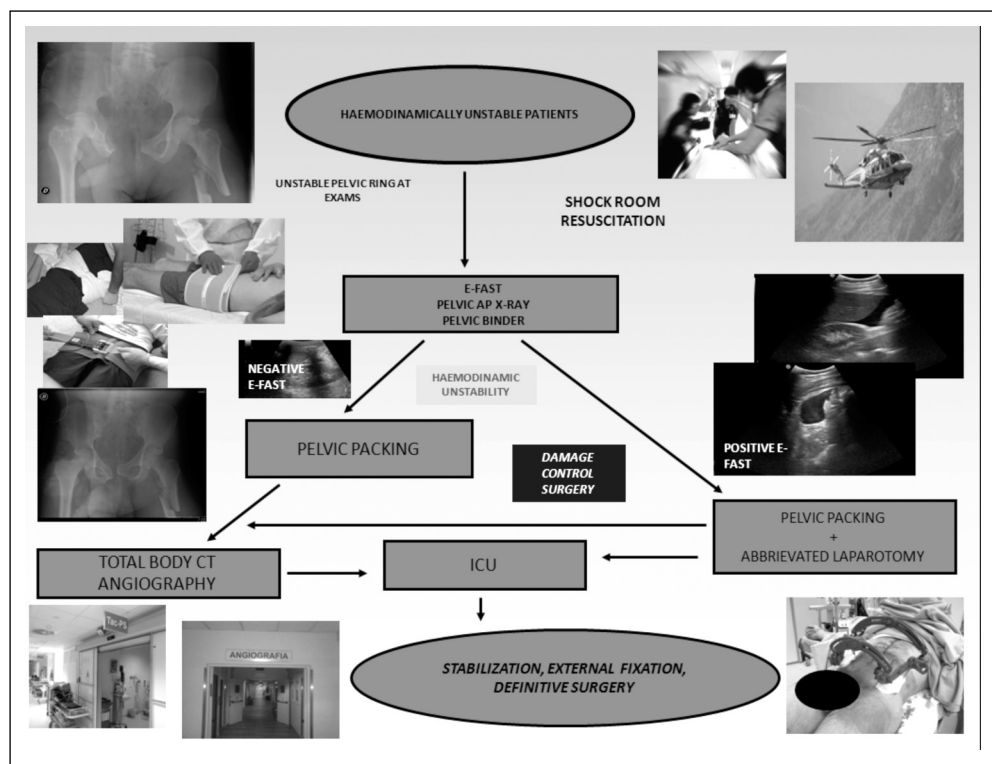 HAEMODINAMICALLY UNSTABLE PATIENTS
UNSTABLE PELVIC RING AT
EXAMS
SHOCK ROOM
RESUSCITATION
E-FAST
PELVIC AP X-RAY
PELVIC BINDER
NEGATIVE
E-FAST
HAEMODINAMIC
UNSTABILITY
PELVIC PACKING
DAMAGE
CONTROL
SURGERY
POSITIVE E-
FAST
PELVIC PACKING
+
ABBRIEVATED LAPAROTOMY
TOTAL BODY CT
ANGIOGRAPHY
ICU
Tac-PS
ANGIOGRAFIA
STABILIZATION, EXTERNAL FIXATION,
DEFINITIVE SURGERY